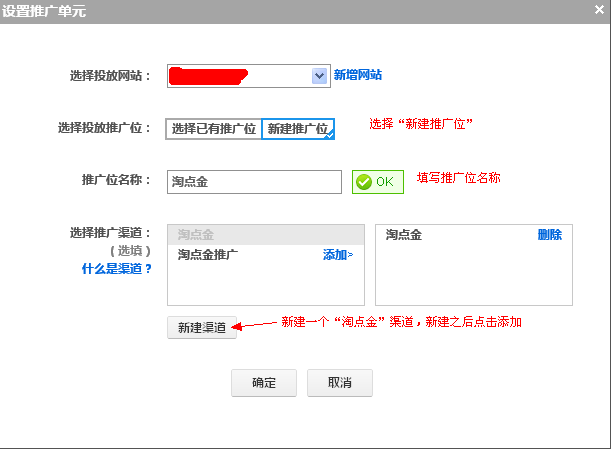 设置推广单元
选择投放网站： 新增网站
选择投放推广位： 选择已有推广位 新建推广位 选择“新建推广位”
推广位名称： 淘点金 OK 填写推广位名称
选择推广渠道： 淘点金 淘点金 删除
（选填） 淘点金推广 添加>
什么是渠道？
新建渠道 新建一个“淘点金”渠道，新建之后点击添加
确定 取消